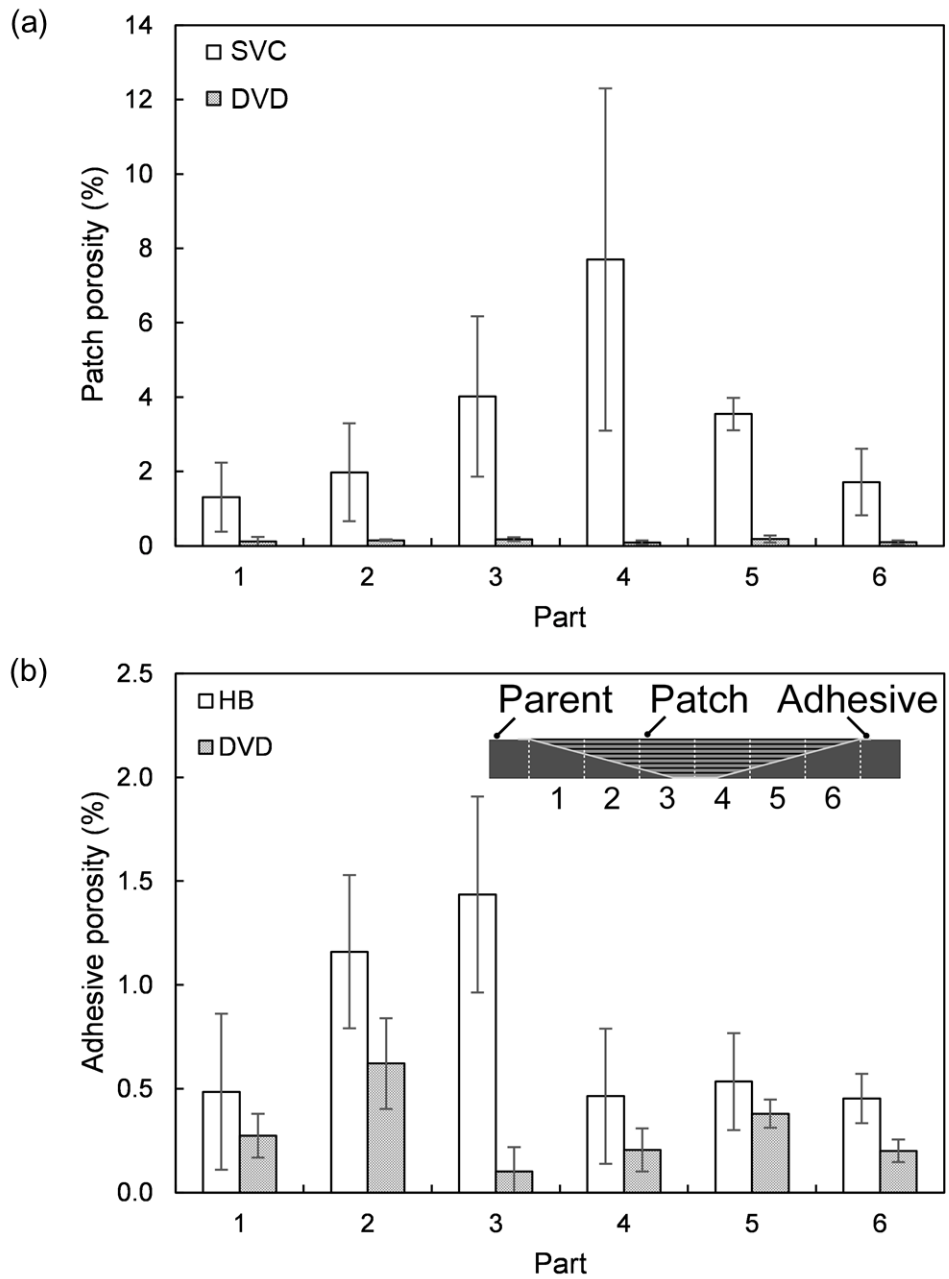 (a)
Patch porosity (%)
14
12
10
8
6
4
2
0
SVC
DVD
1 2 3 4 5 6
Part
(b)
Adhesive porosity (%)
2.5
2.0
1.5
1.0
0.5
0.0
HB
DVD
Parent Patch Adhesive
1 2 3 4 5 6
1 2 3 4 5 6
Part